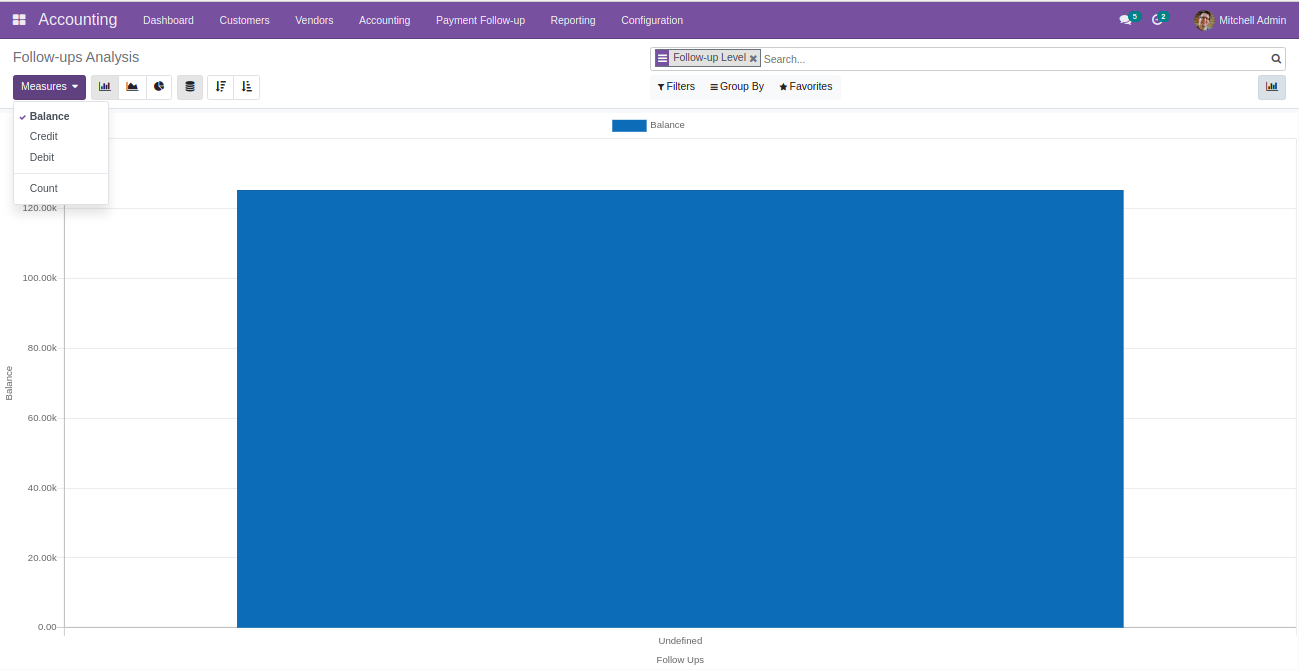 Accounting Dashboard Customers Vendors Accounting Payment Follow-up Reporting Configuration 5 2 Mitchell Admin
Follow-ups Analysis
Follow-up Level Search...
Measures
Filters Group By Favorites
Balance
Credit
Debit
Count
Balance
120.00k
100.00k
80.00k
60.00k
40.00k
20.00k
0.00
Balance
Undefined
Follow Ups